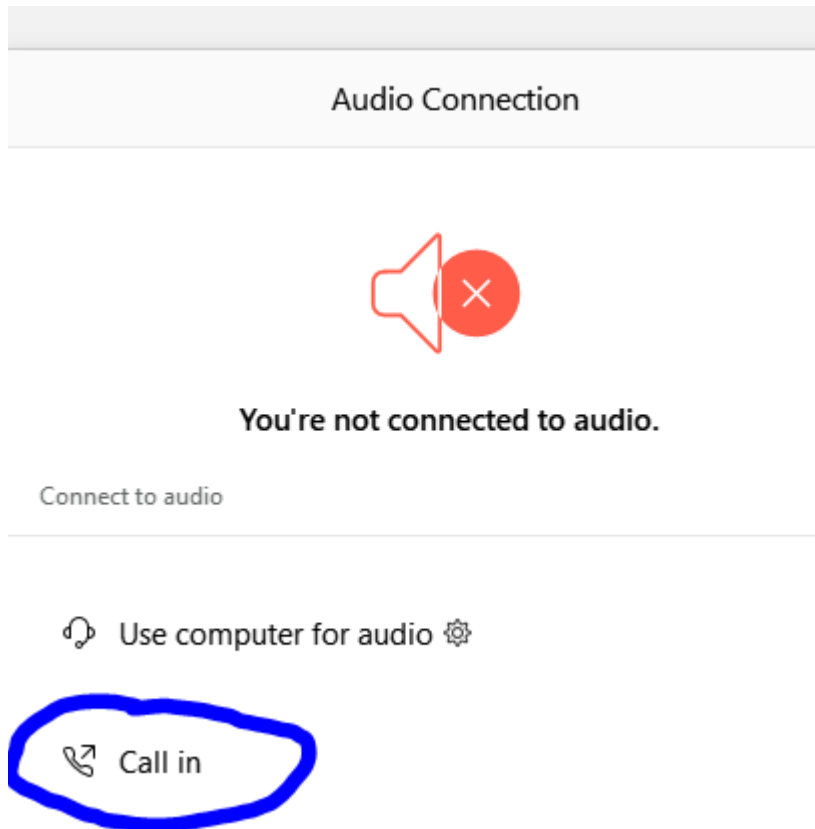 Audio Connection
You're not connected to audio.
Connect to audio
Use computer for audio
Call in